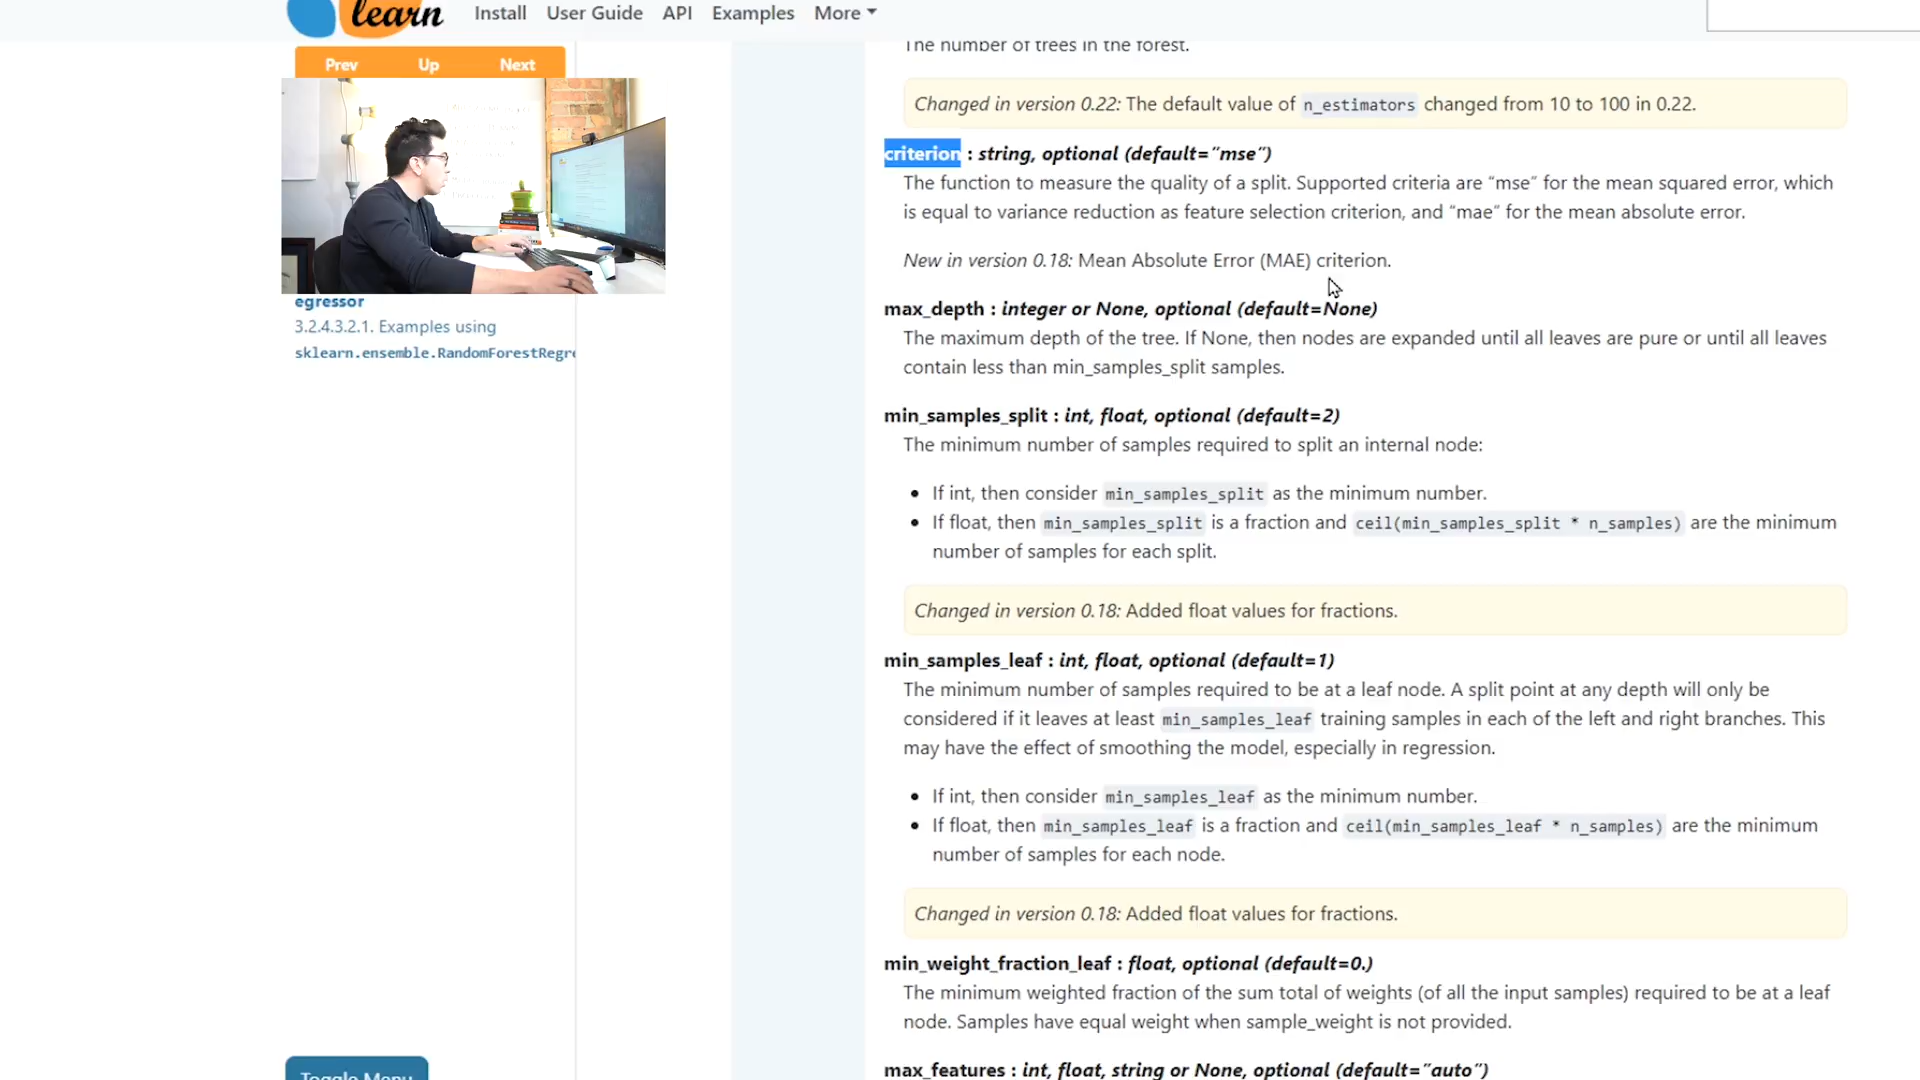 learn Install User Guide API Examples More
Prev Up Next
egressor
3.2.4.3.2.1. Examples using
sklearn.ensemble.RandomForestRegre
Toggle Menu
The number of trees in the forest.
Changed in version 0.22: The default value of n_estimators changed from 10 to 100 in 0.22.
criterion : string, optional (default="mse")
The function to measure the quality of a split. Supported criteria are “mse” for the mean squared error, which
is equal to variance reduction as feature selection criterion, and “mae” for the mean absolute error.
New in version 0.18: Mean Absolute Error (MAE) criterion.
max_depth : integer or None, optional (default=None)
The maximum depth of the tree. If None, then nodes are expanded until all leaves are pure or until all leaves
contain less than min_samples_split samples.
min_samples_split : int, float, optional (default=2)
The minimum number of samples required to split an internal node:
• If int, then consider min_samples_split as the minimum number.
• If float, then min_samples_split is a fraction and ceil(min_samples_split * n_samples) are the minimum
number of samples for each split.
Changed in version 0.18: Added float values for fractions.
min_samples_leaf : int, float, optional (default=1)
The minimum number of samples required to be at a leaf node. A split point at any depth will only be
considered if it leaves at least min_samples_leaf training samples in each of the left and right branches. This
may have the effect of smoothing the model, especially in regression.
• If int, then consider min_samples_leaf as the minimum number.
• If float, then min_samples_leaf is a fraction and ceil(min_samples_leaf * n_samples) are the minimum
number of samples for each node.
Changed in version 0.18: Added float values for fractions.
min_weight_fraction_leaf : float, optional (default=0.)
The minimum weighted fraction of the sum total of weights (of all the input samples) required to be at a leaf
node. Samples have equal weight when sample_weight is not provided.
max_features : int, float, string or None, optional (default="auto")